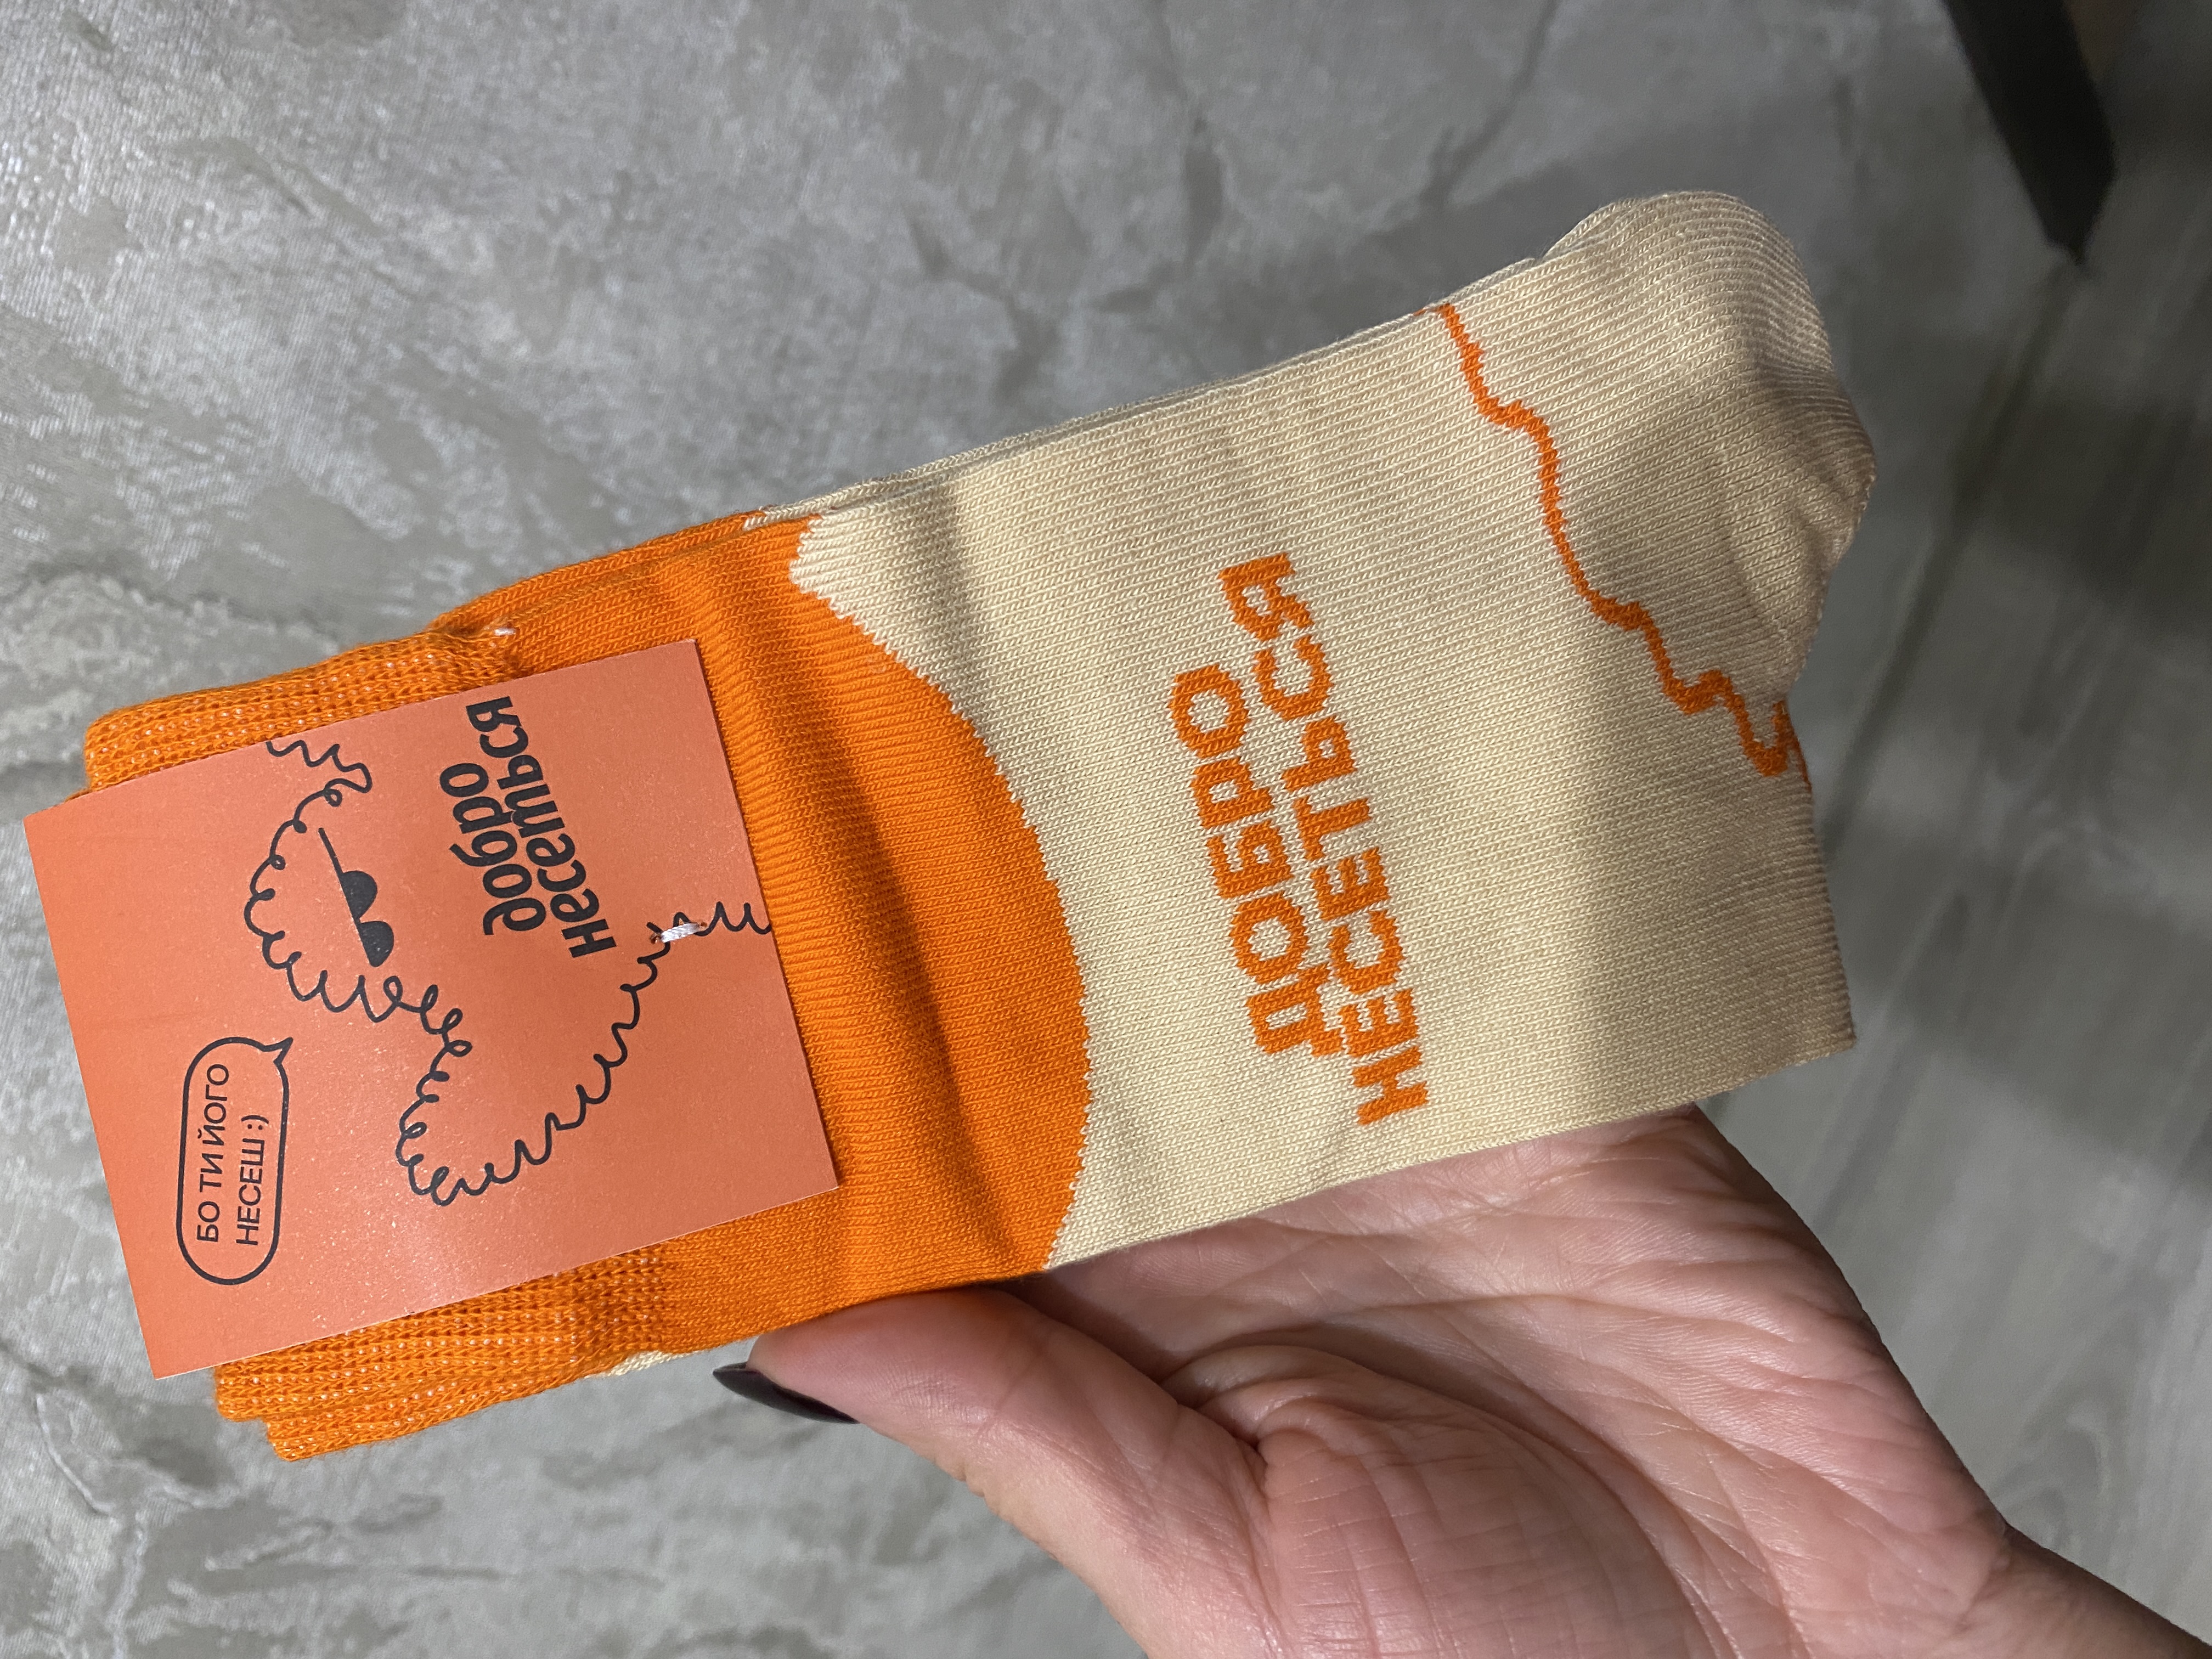 добро
несеться
БО ТИ ЙОГО
НЕСЕШ :)
ДОБРО
НЕСЕТЬСЯ